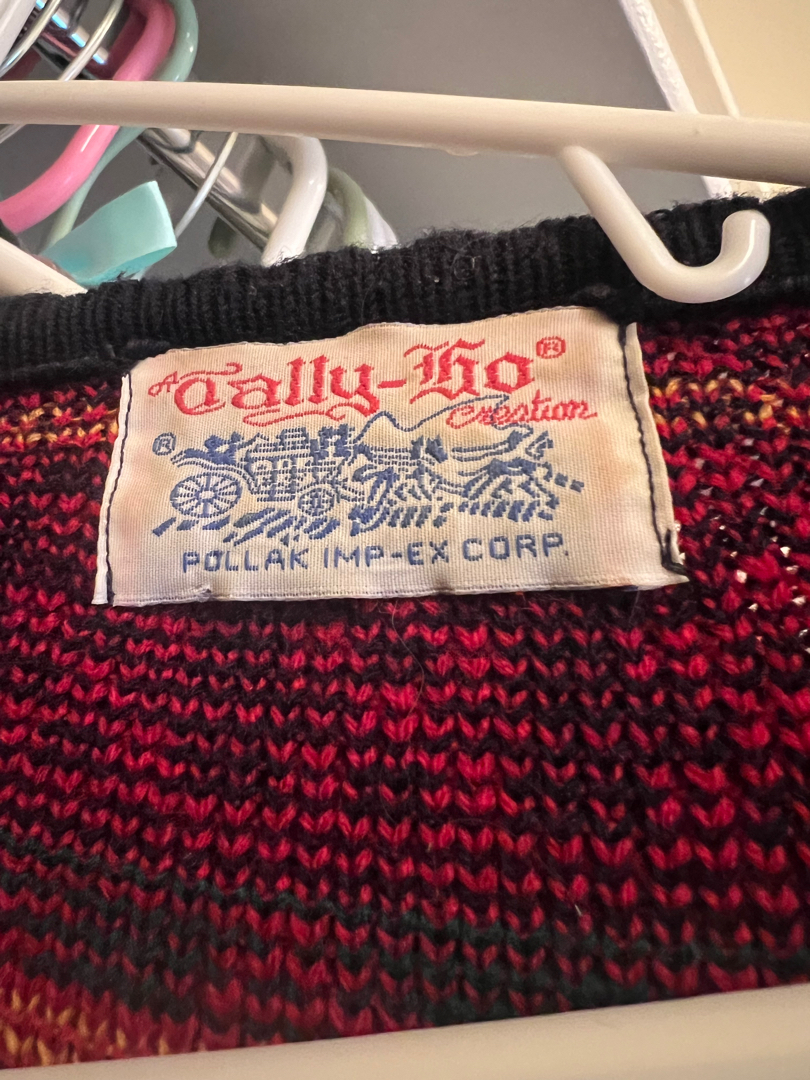 A Tally-Ho®
Creation
®
POLLAK IMP-EX CORP.